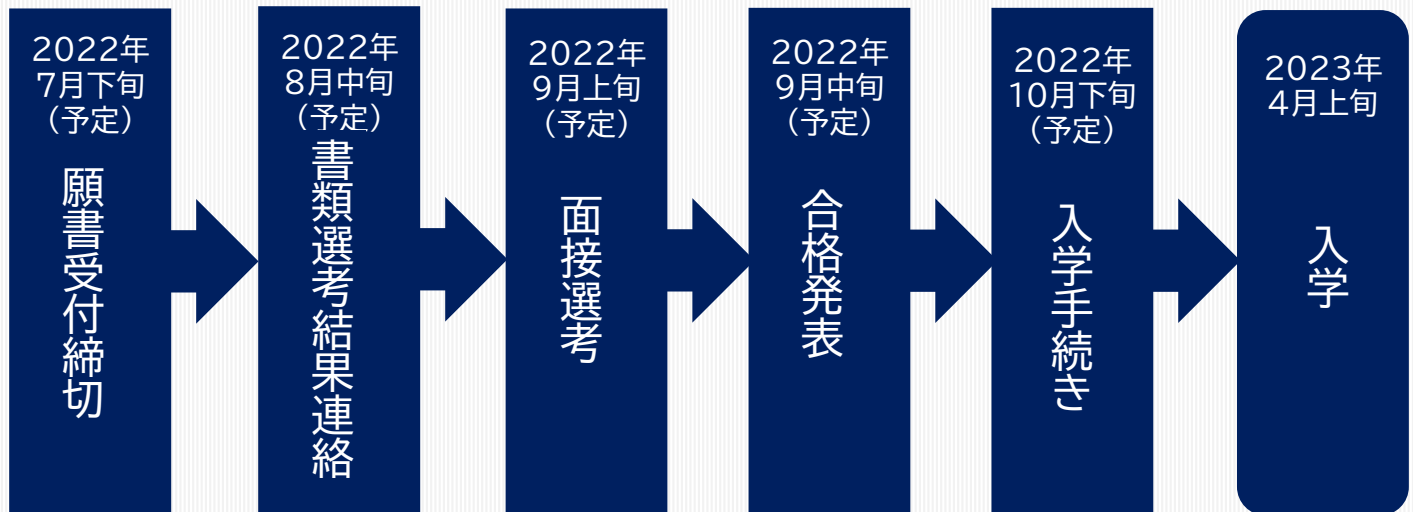 2022年
7月下旬
（予定）
願書受付締切
2022年
8月中旬
（予定）
書類選考結果連絡
2022年
9月上旬
（予定）
面接選考
2022年
9月中旬
（予定）
合格発表
2022年
10月下旬
（予定）
入学手続き
2023年
4月上旬
入学